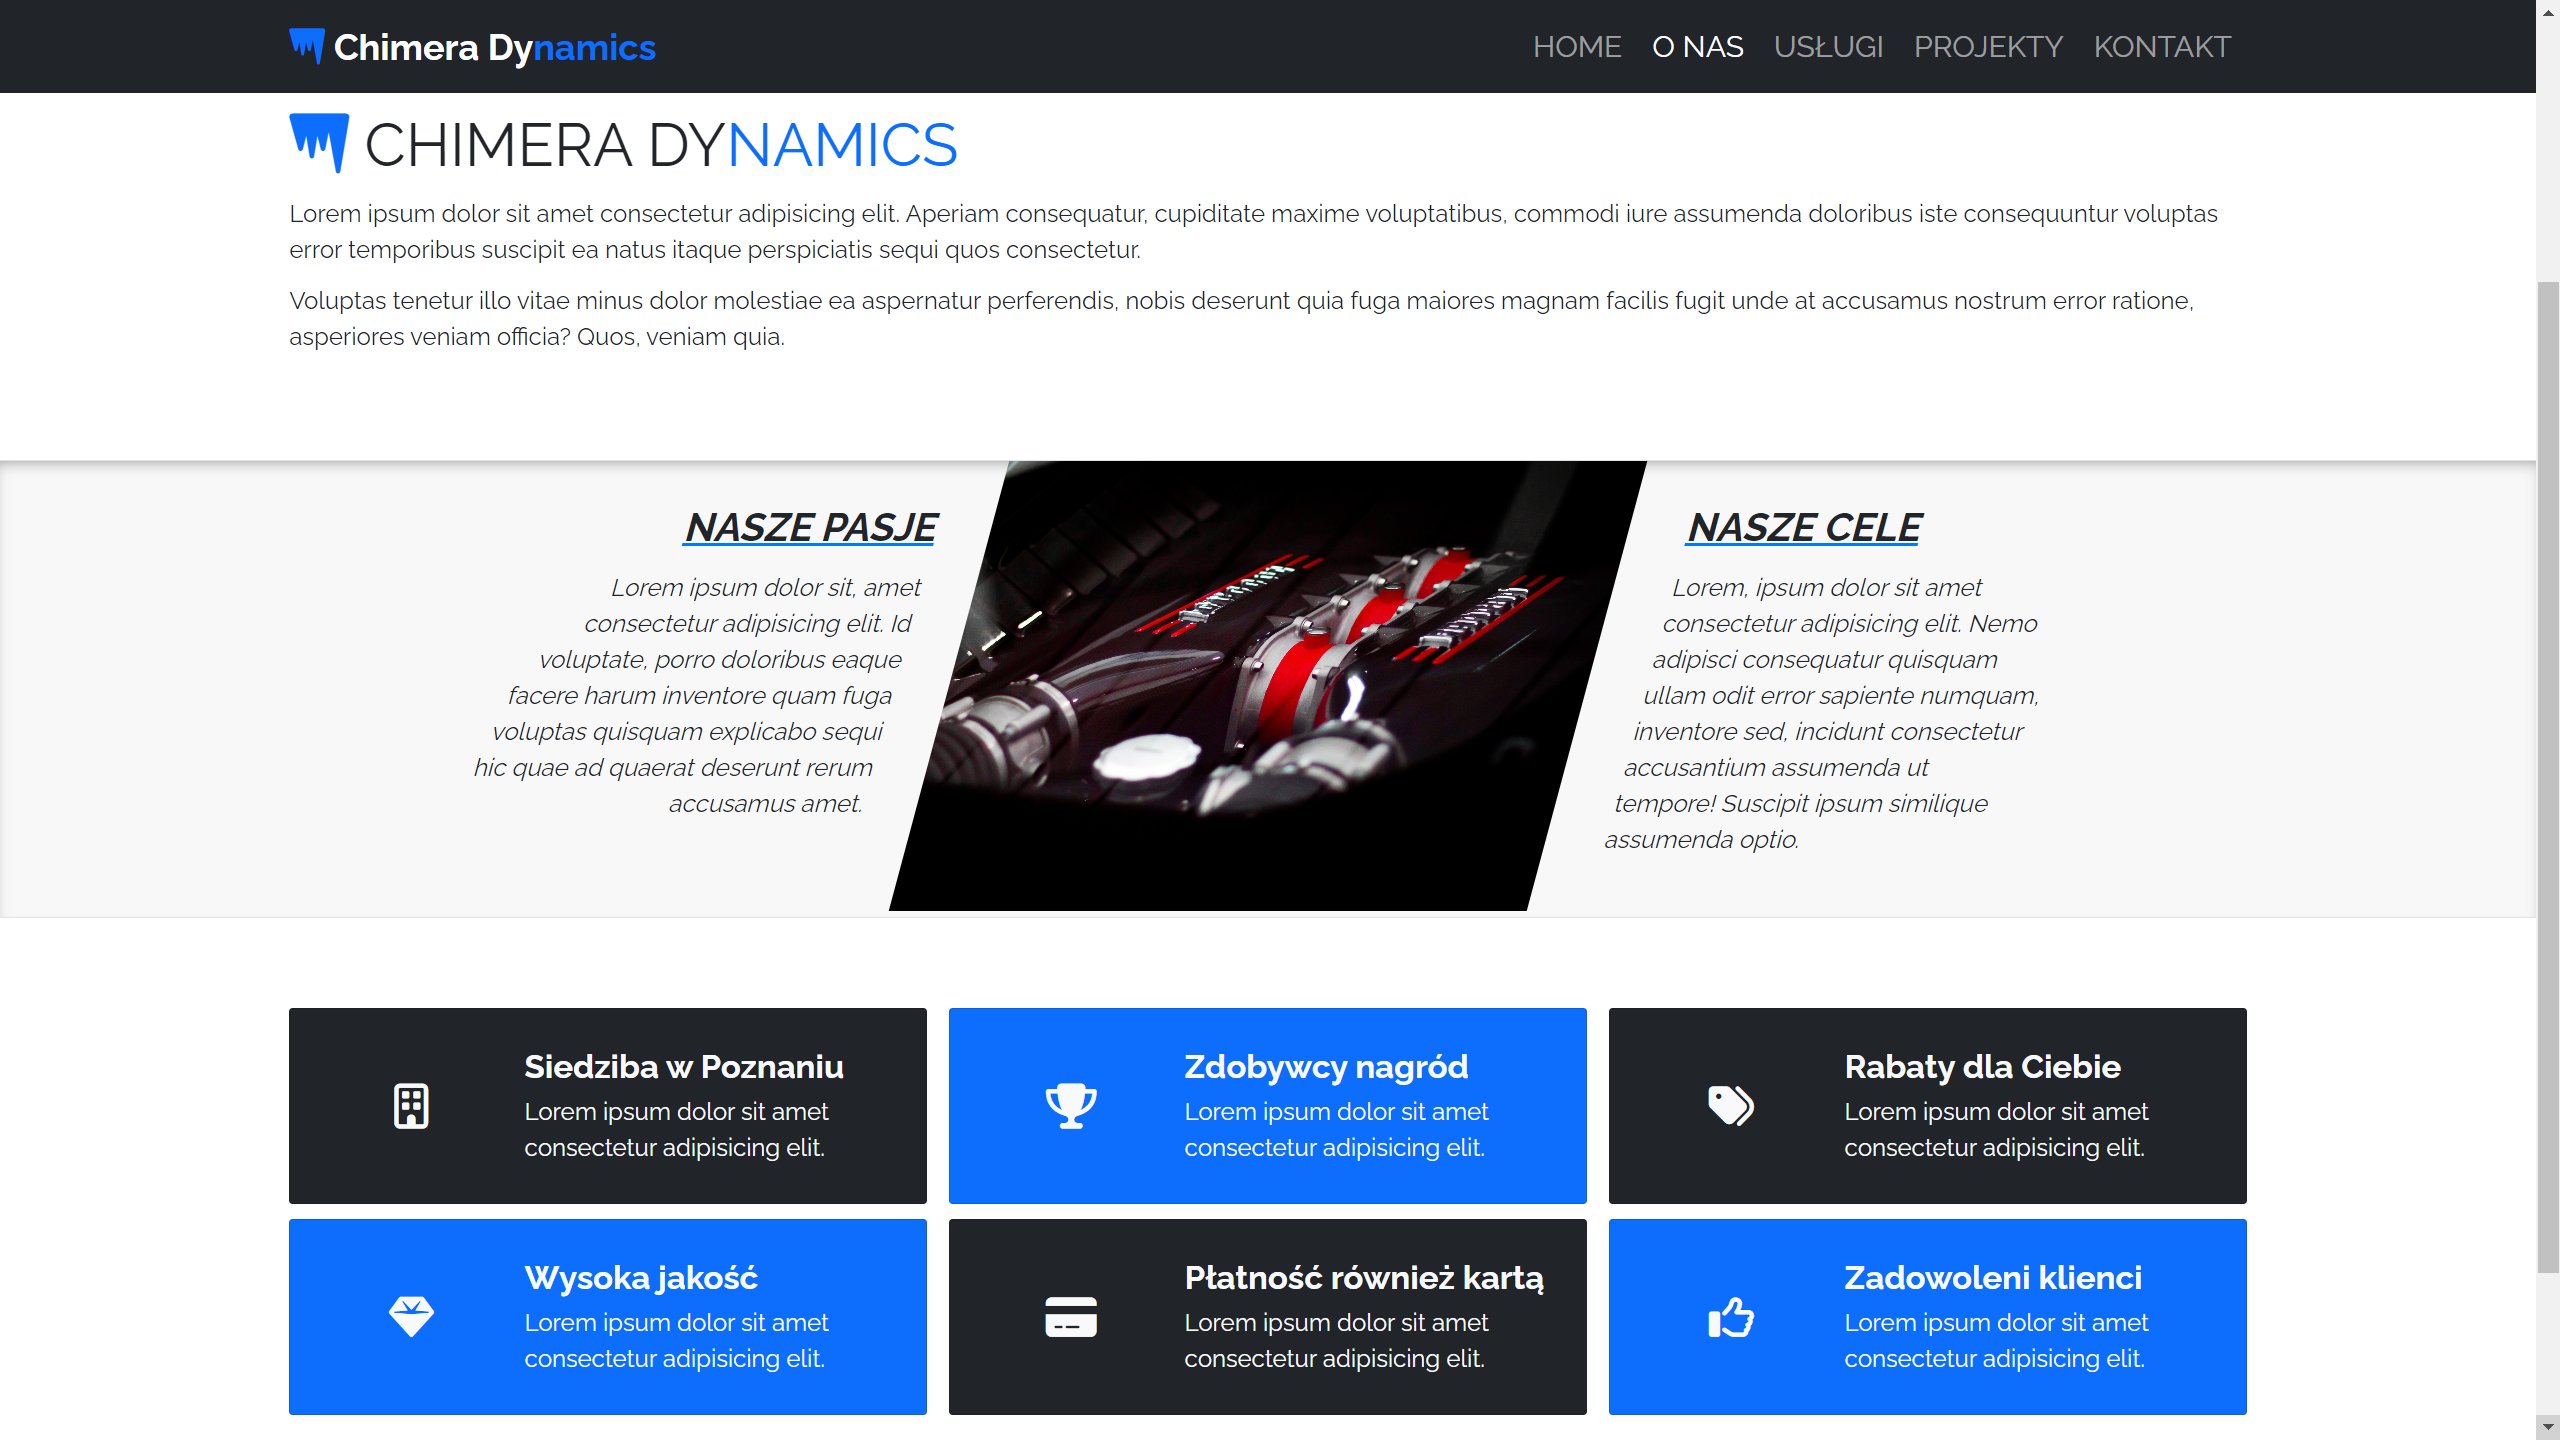 Chimera Dynamics
HOME O NAS USŁUGI PROJEKTY KONTAKT
CHIMERA DYNAMICS
Lorem ipsum dolor sit amet consectetur adipisicing elit. Aperiam consequatur, cupiditate maxime voluptatibus, commodi iure assumenda doloribus iste consequuntur voluptas
error temporibus suscipit ea natus itaque perspiciatis sequi quos consectetur.
Voluptas tenetur illo vitae minus dolor molestiae ea aspernatur perferendis, nobis deserunt quia fuga maiores magnam facilis fugit unde at accusamus nostrum error ratione,
asperiores veniam officia? Quos, veniam quia.
NASZE PASJE
Lorem ipsum dolor sit, amet
consectetur adipisicing elit. Id
voluptate, porro doloribus eaque
facere harum inventore quam fuga
voluptas quisquam explicabo sequi
hic quae ad quaerat deserunt rerum
accusamus amet.
NASZE CELE
Lorem, ipsum dolor sit amet
consectetur adipisicing elit. Nemo
adipisci consequatur quisquam
ullam odit error sapiente numquam,
inventore sed, incidunt consectetur
accusantium assumenda ut
tempore! Suscipit ipsum similique
assumenda optio.
Siedziba w Poznaniu
Lorem ipsum dolor sit amet
consectetur adipisicing elit.
Zdobywcy nagród
Lorem ipsum dolor sit amet
consectetur adipisicing elit.
Rabaty dla Ciebie
Lorem ipsum dolor sit amet
consectetur adipisicing elit.
Wysoka jakość
Lorem ipsum dolor sit amet
consectetur adipisicing elit.
Płatność również kartą
Lorem ipsum dolor sit amet
consectetur adipisicing elit.
Zadowoleni klienci
Lorem ipsum dolor sit amet
consectetur adipisicing elit.